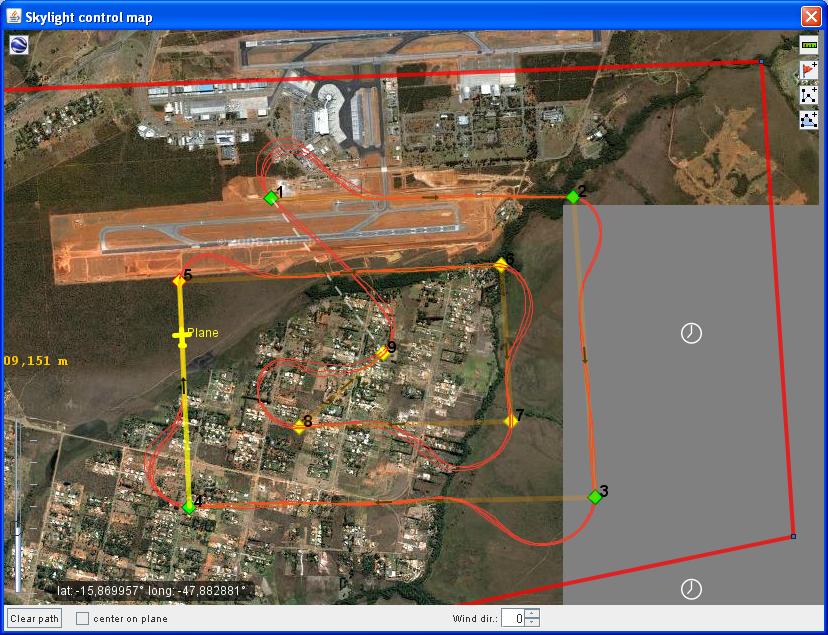 Skylight control map
1
2
5
6
Plane
9
09,151 m
8
7
3
4
lat: -15,869957° long: -47,882881°
Clear path
center on plane
Wind dir.:
0